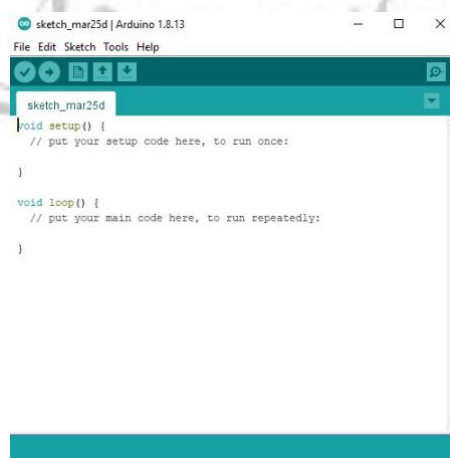 sketch_mar25d | Arduino 1.8.13
File Edit Sketch Tools Help
sketch_mar25d
void setup() {
// put your setup code here, to run once:
}
void loop() {
// put your main code here, to run repeatedly:
}